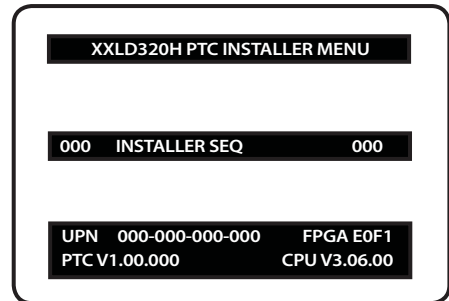 XXLD320H PTC INSTALLER MENU
000 INSTALLER SEQ 000
UPN 000-000-000-000 FPGA E0F1
PTC V1.00.000 CPU V3.06.00